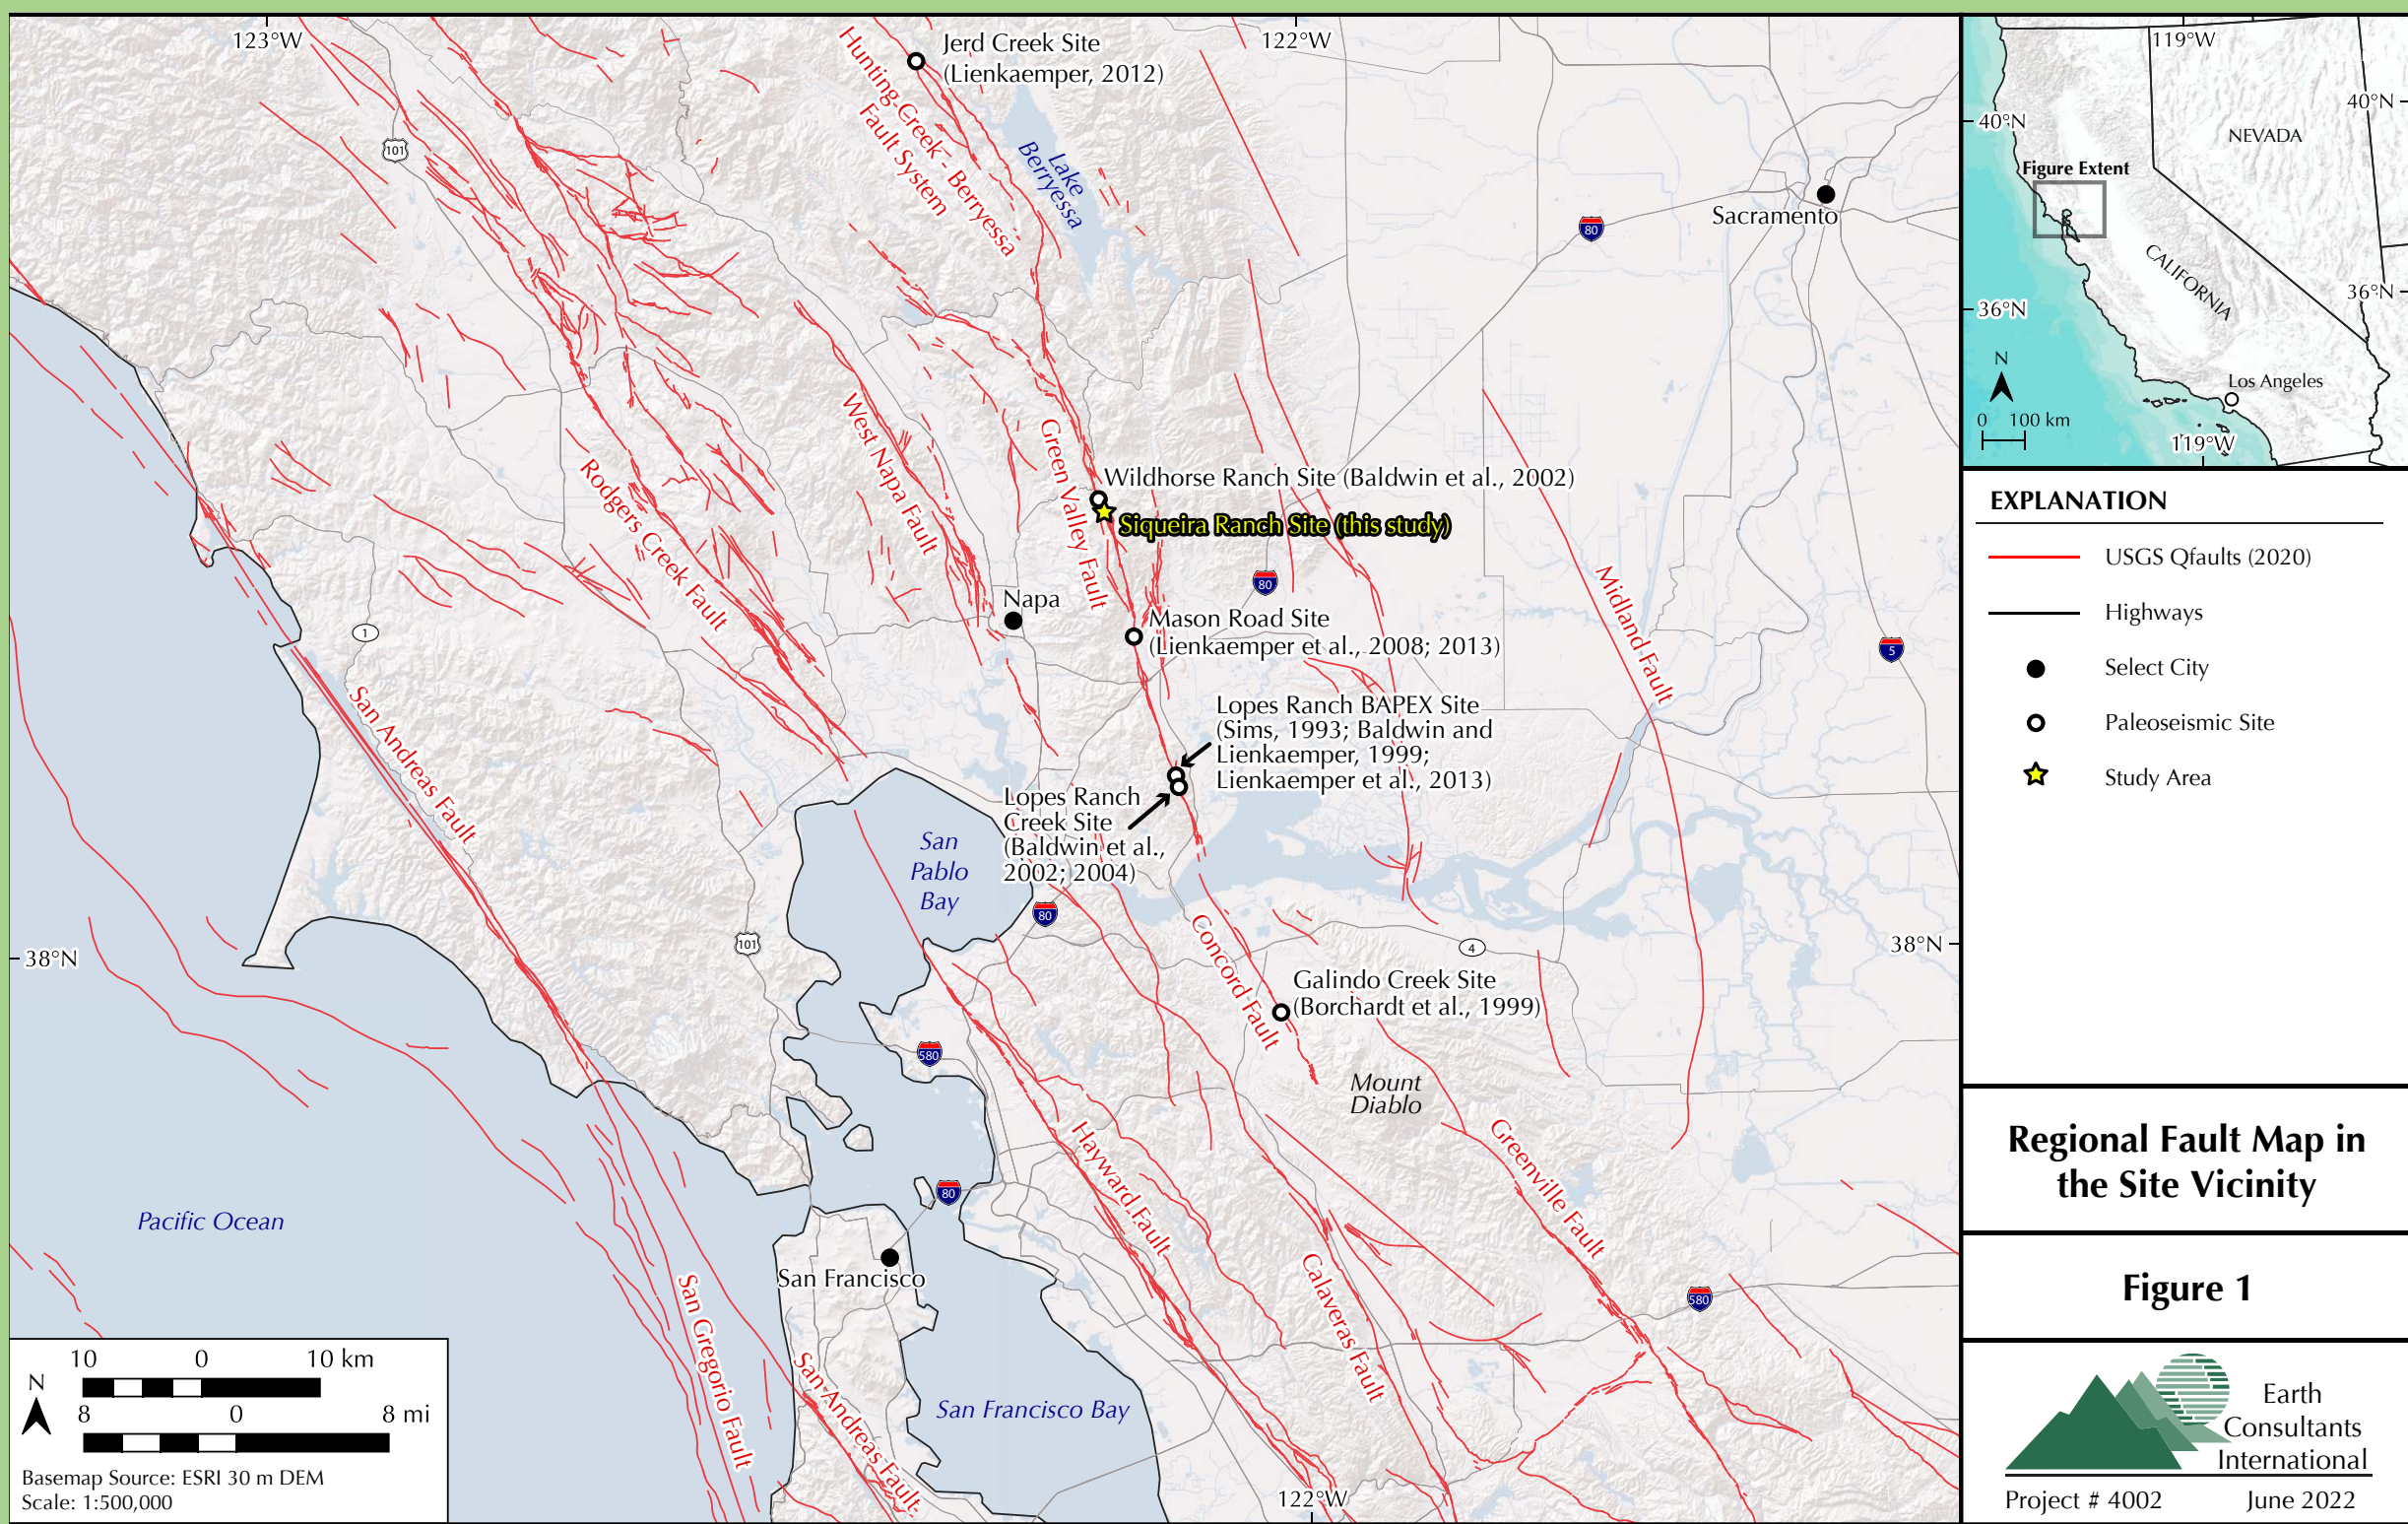 123°W
122°W
Jerd Creek Site
(Lienkaemper, 2012)
Hunting Creek - Berryessa
Fault System
Lake
Berryessa
101
80
Sacramento
West Napa Fault
Green Valley Fault
Rodgers Creek Fault
Wildhorse Ranch Site (Baldwin et al., 2002)
Siqueira Ranch Site (this study)
80
Midland Fault
Napa
1
Mason Road Site
(Lienkaemper et al., 2008; 2013)
5
San Andreas Fault
Lopes Ranch BAPEX Site
(Sims, 1993; Baldwin and
Lienkaemper, 1999;
Lienkaemper et al., 2013)
Lopes Ranch
Creek Site
(Baldwin et al.,
2002; 2004)
San
Pablo
Bay
80
101
4
38°N
38°N
Concord Fault
Galindo Creek Site
(Borchardt et al., 1999)
580
Mount
Diablo
Hayward Fault
Greenville Fault
80
Pacific Ocean
San Francisco
Calaveras Fault
580
San Gregorio Fault
San Andreas Fault
San Francisco Bay
122°W
10 0 10 km
N
8 0 8 mi
Basemap Source: ESRI 30 m DEM
Scale: 1:500,000
119°W
40°N
40°N
NEVADA
Figure Extent
CALIFORNIA
36°N
36°N
N
Los Angeles
0 100 km
119°W
EXPLANATION
USGS Qfaults (2020)
Highways
Select City
Paleoseismic Site
Study Area
Regional Fault Map in
the Site Vicinity
Figure 1
Earth
Consultants
International
Project # 4002 June 2022